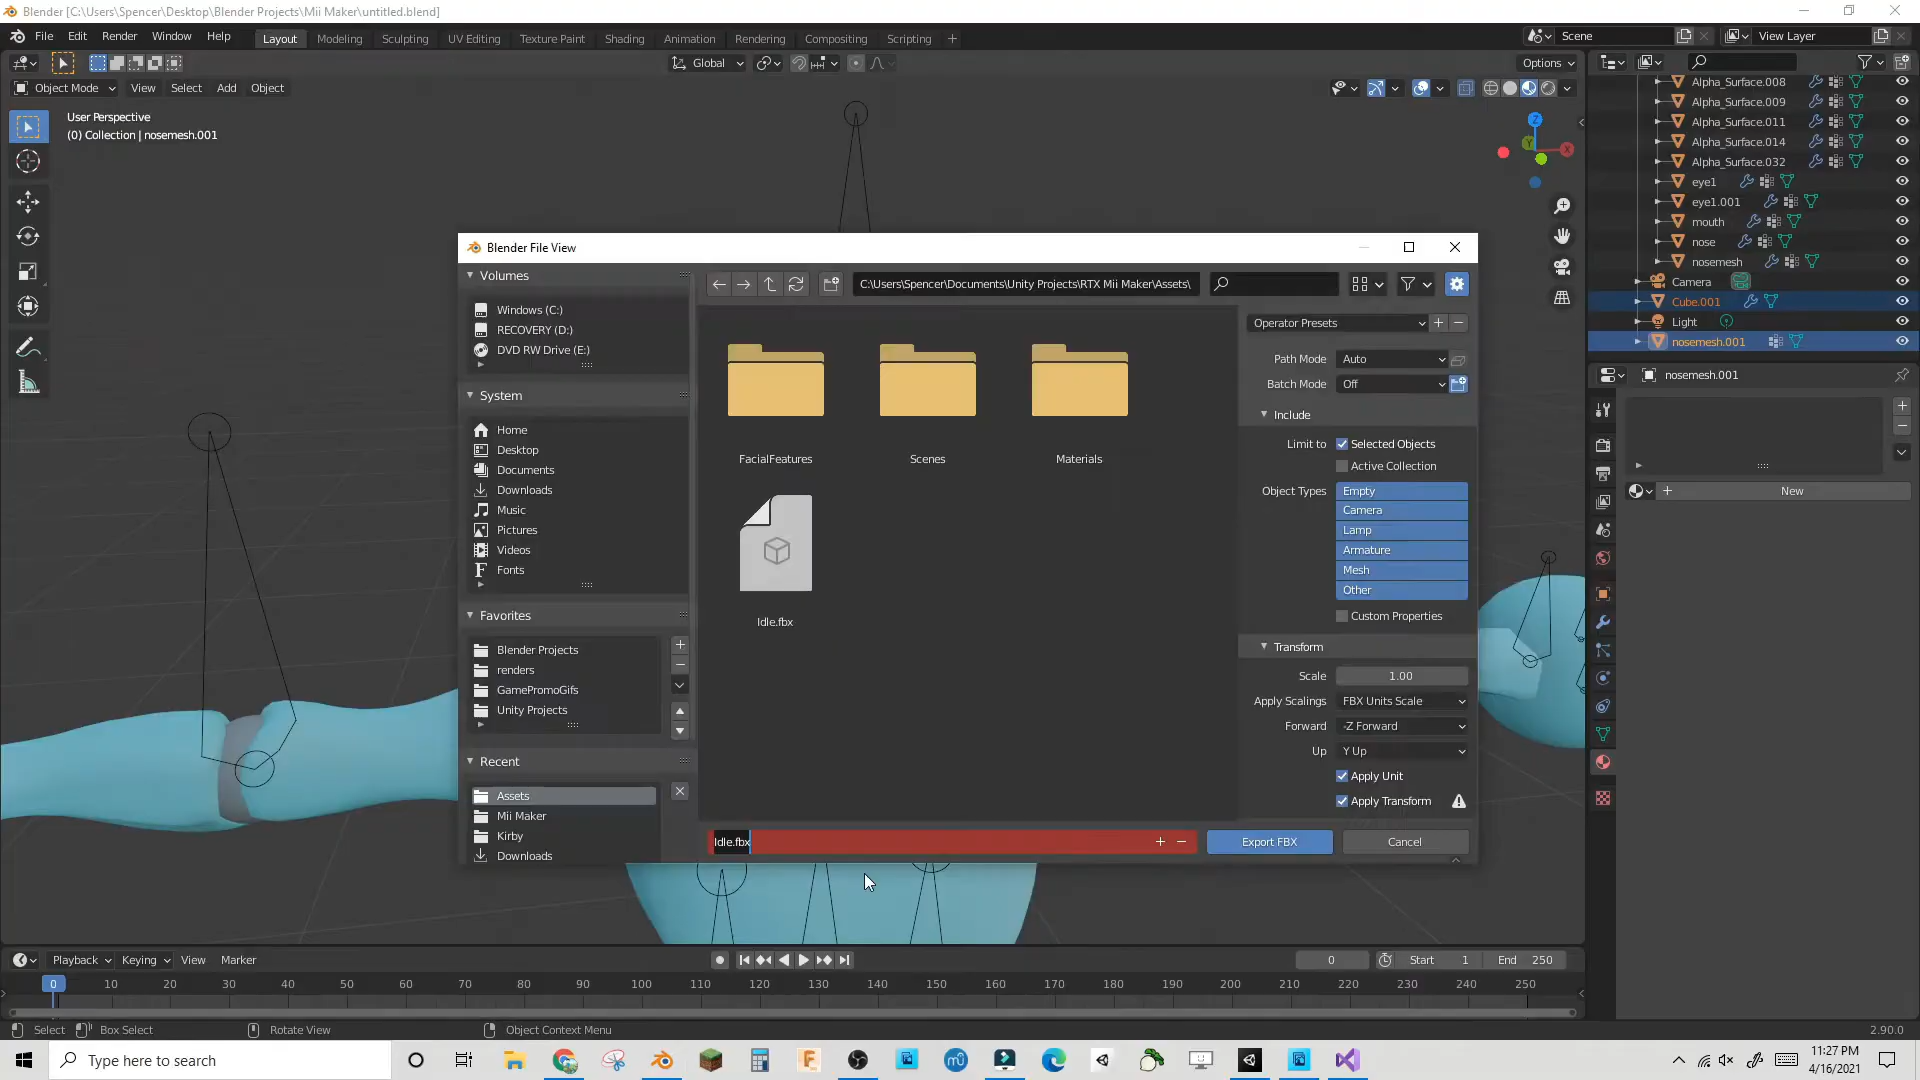 Blender [C:\Users\Spencer\Desktop\Blender Projects\Mii Maker\untitled.blend]
File Edit Render Window Help Layout Modeling Sculpting UV Editing Texture Paint Shading Animation Rendering Compositing Scripting + Scene View Layer
Global Options
Object Mode View Select Add Object
User Perspective
(0) Collection | nosemesh.001
Z
Y
X
Alpha_Surface.008
Alpha_Surface.009
Alpha_Surface.011
Alpha_Surface.014
Alpha_Surface.032
eye1
eye1.001
mouth
nose
nosemesh
Camera
Cube.001
Light
nosemesh.001
nosemesh.001
New
Blender File View
Volumes
Windows (C:)
RECOVERY (D:)
DVD RW Drive (E:)
System
Home
Desktop
Documents
Downloads
Music
Pictures
Videos
Fonts
Favorites
Blender Projects
renders
GamePromoGifs
Unity Projects
Recent
Assets
Mii Maker
Kirby
Downloads
C:\Users\Spencer\Documents\Unity Projects\RTX Mii Maker\Assets\
FacialFeatures
Scenes
Materials
Idle.fbx
Operator Presets
Path Mode Auto
Batch Mode Off
Include
Limit to Selected Objects
Active Collection
Object Types Empty
Camera
Lamp
Armature
Mesh
Other
Custom Properties
Transform
Scale 1.00
Apply Scalings FBX Units Scale
Forward -Z Forward
Up Y Up
Apply Unit
Apply Transform
Idle.fbx + − Export FBX Cancel
Playback Keying View Marker 0 Start 1 End 250
0 10 20 30 40 50 60 70 80 90 100 110 120 130 140 150 160 170 180 190 200 210 220 230 240 250
Select Box Select Rotate View Object Context Menu 2.90.0
Type here to search
11:27 PM
4/16/2021